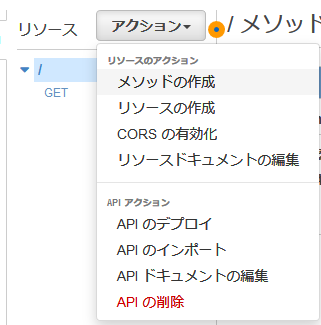 リソース
アクション
/ メソッド
/
GET
リソースのアクション
メソッドの作成
リソースの作成
CORS の有効化
リソースドキュメントの編集
API アクション
API のデプロイ
API のインポート
API ドキュメントの編集
API の削除